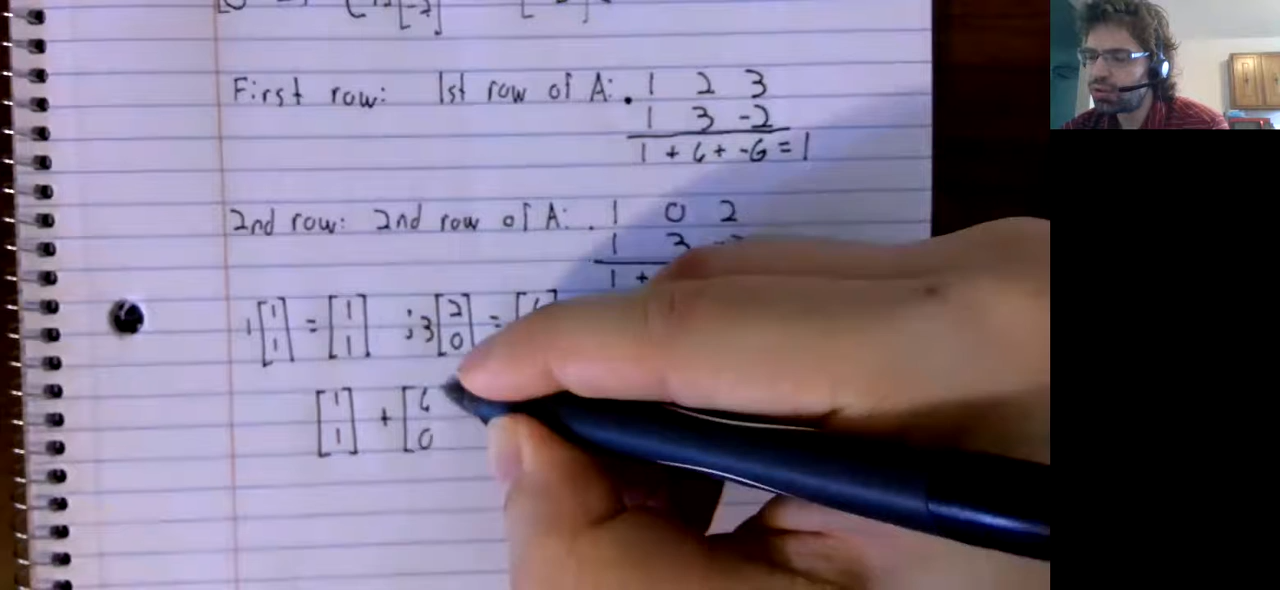 First row: 1st row of A: . 1 2 3
1 3 -2
1 + 6 + -6 = 1
2nd row: 2nd row of A: . 1 0 2
1 3
1 +
1 [1 1] = [1 1] ; 3 [2 0] = [6
[1 1] + [6 0